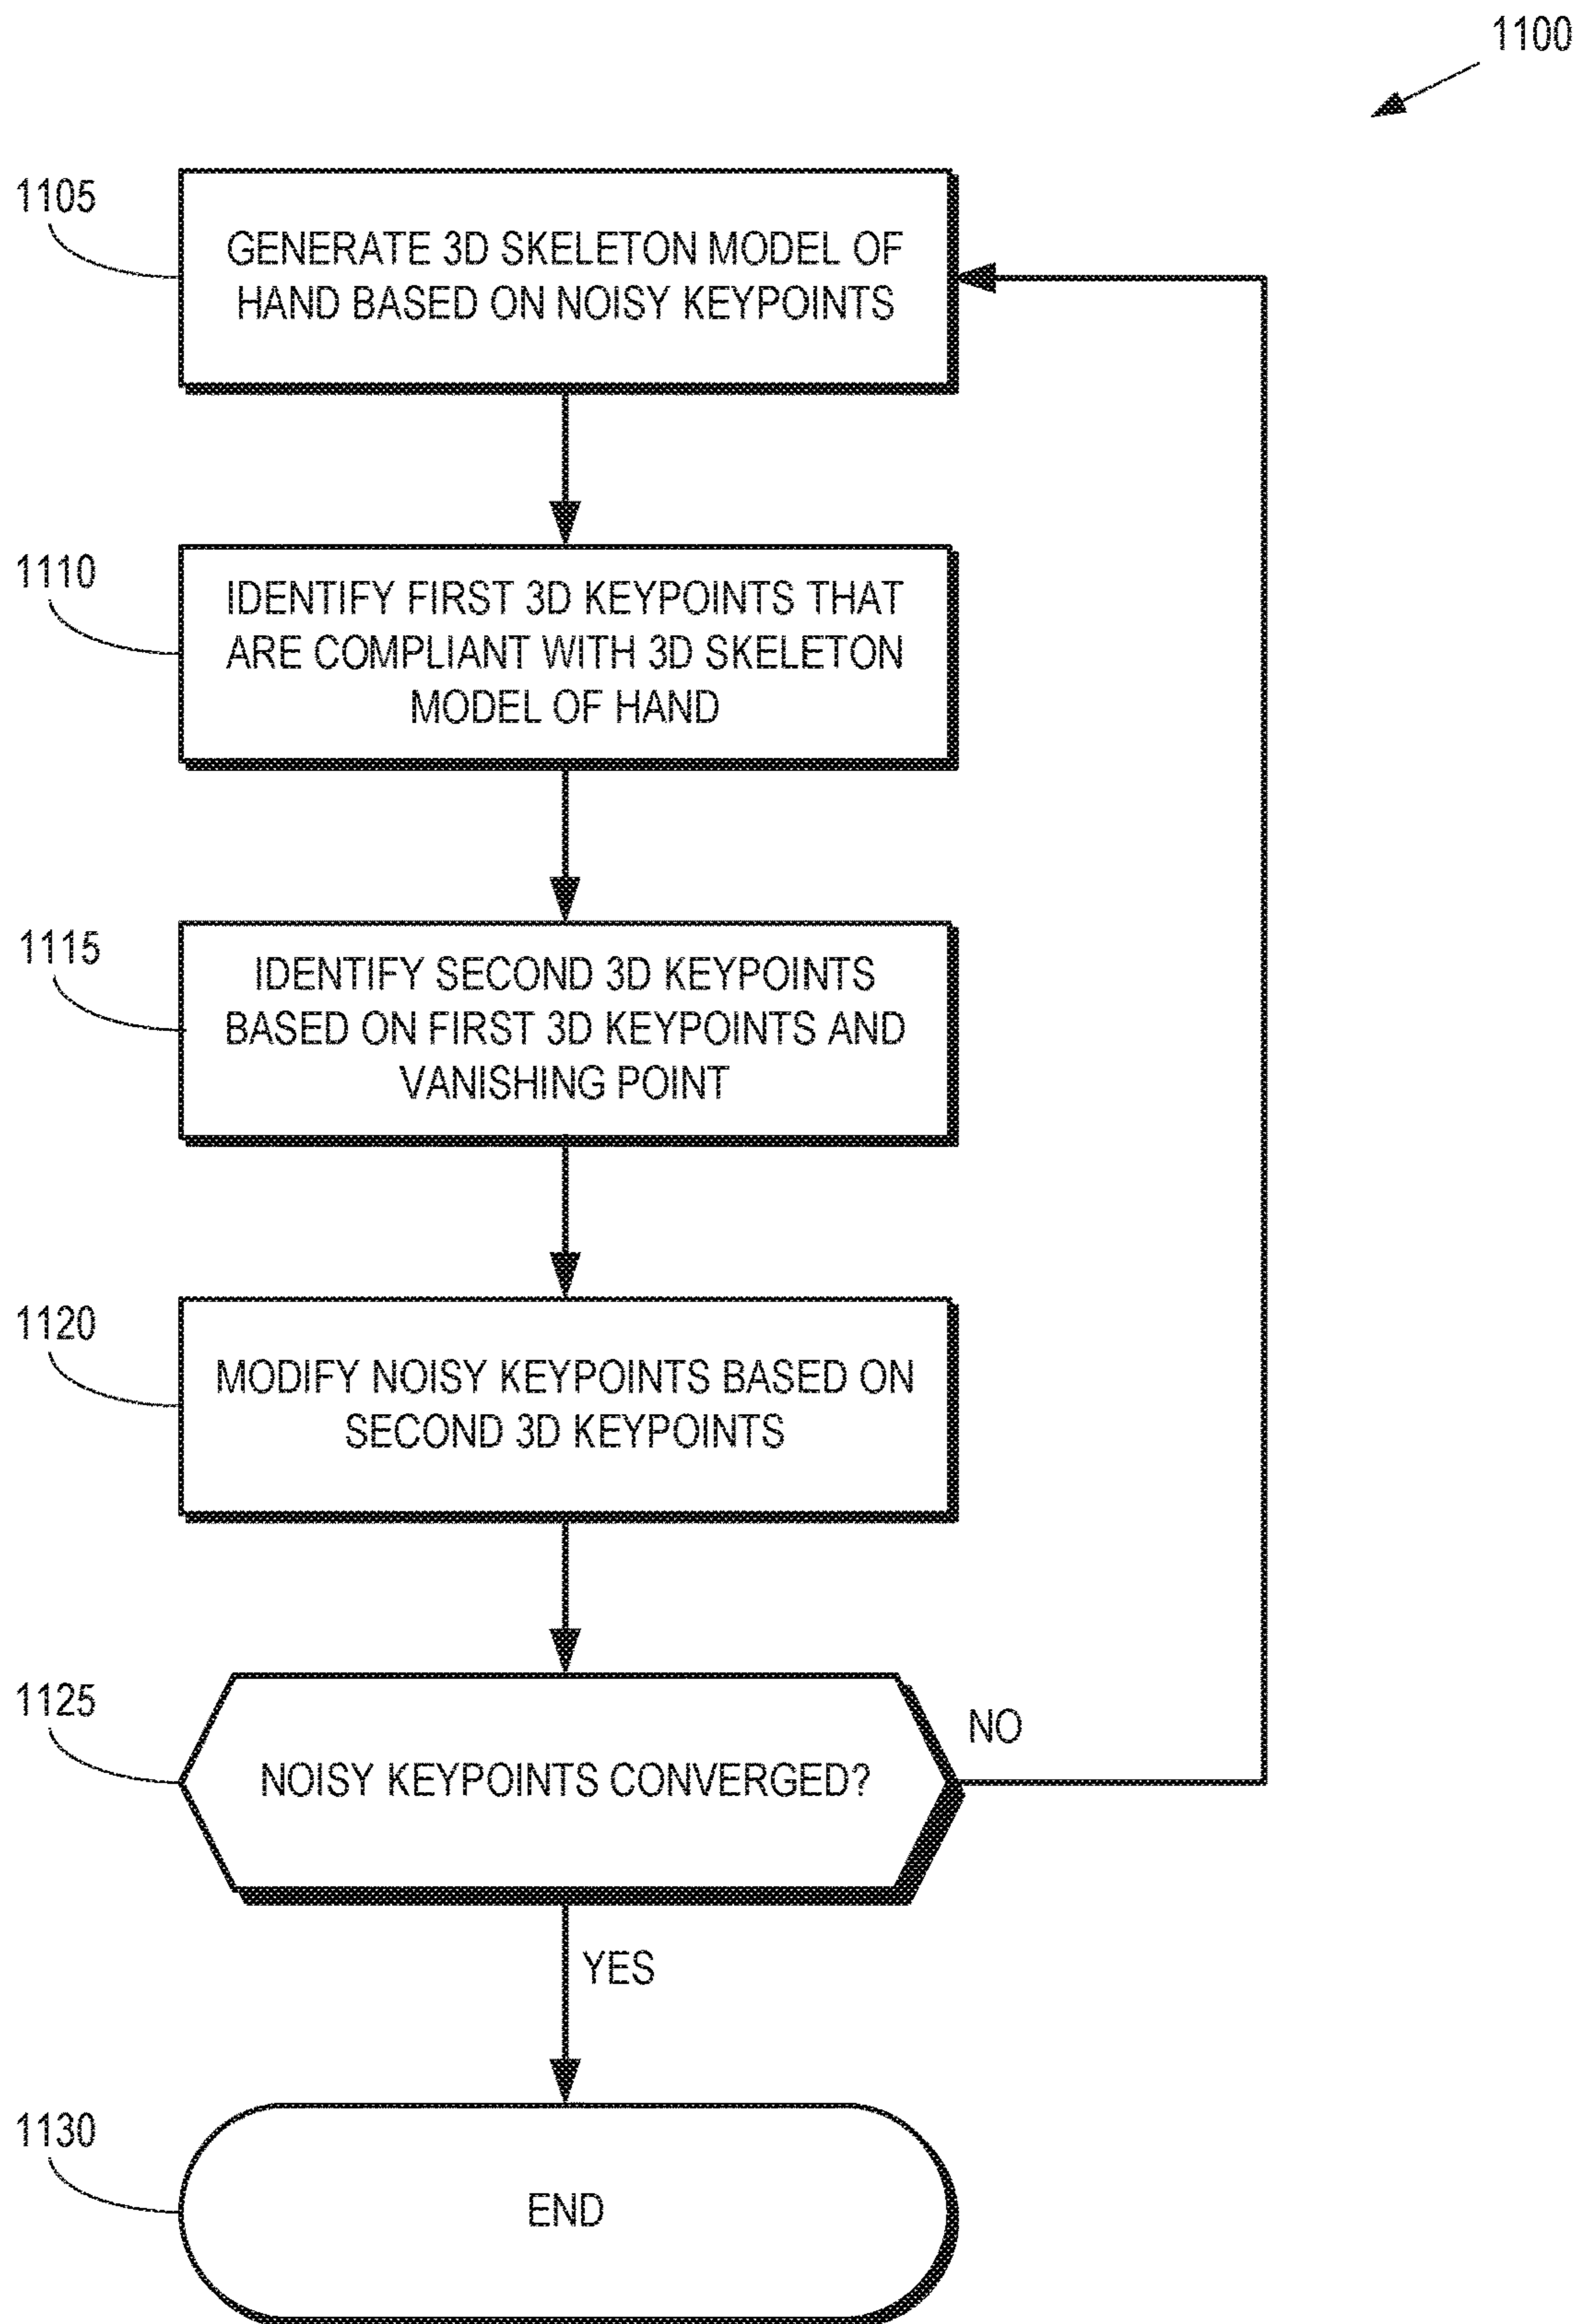 1100
1105
GENERATE 3D SKELETON MODEL OF
HAND BASED ON NOISY KEYPOINTS
1110
IDENTIFY FIRST 3D KEYPOINTS THAT
ARE COMPLIANT WITH 3D SKELETON
MODEL OF HAND
1115
IDENTIFY SECOND 3D KEYPOINTS
BASED ON FIRST 3D KEYPOINTS AND
VANISHING POINT
1120
MODIFY NOISY KEYPOINTS BASED ON
SECOND 3D KEYPOINTS
1125
NOISY KEYPOINTS CONVERGED?
NO
YES
1130
END